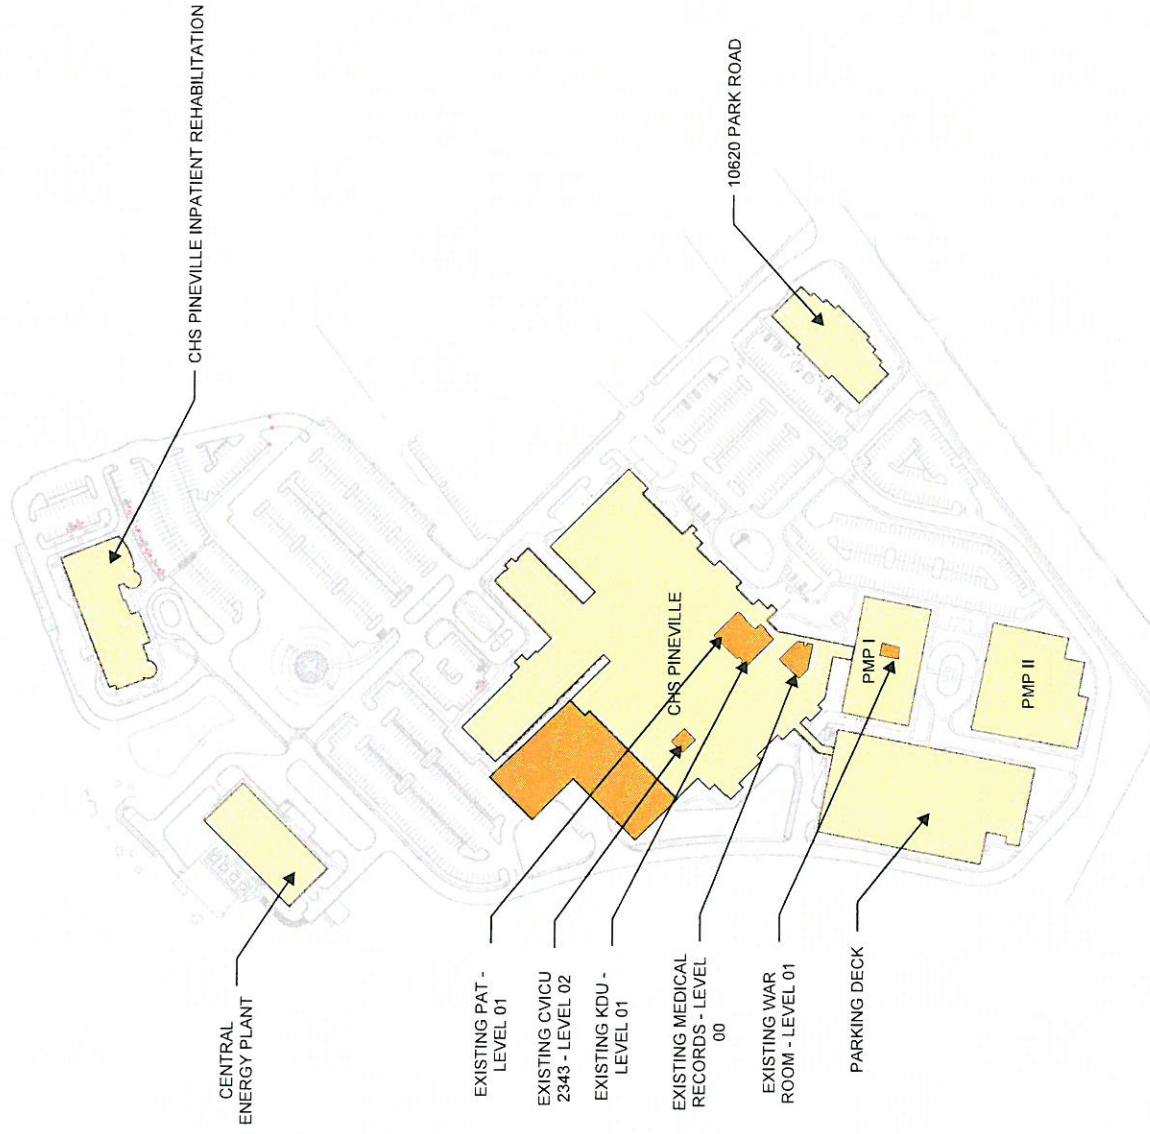 CHS PINEVILLE INPATIENT REHABILITATION
10620 PARK ROAD
CHS PINEVILLE
PMP I
PMP II
CENTRAL
ENERGY PLANT
EXISTING PAT -
LEVEL 01
EXISTING CVICU
2343 - LEVEL 02
EXISTING KDU -
LEVEL 01
EXISTING MEDICAL
RECORDS - LEVEL
00
EXISTING WAR
ROOM - LEVEL 01
PARKING DECK